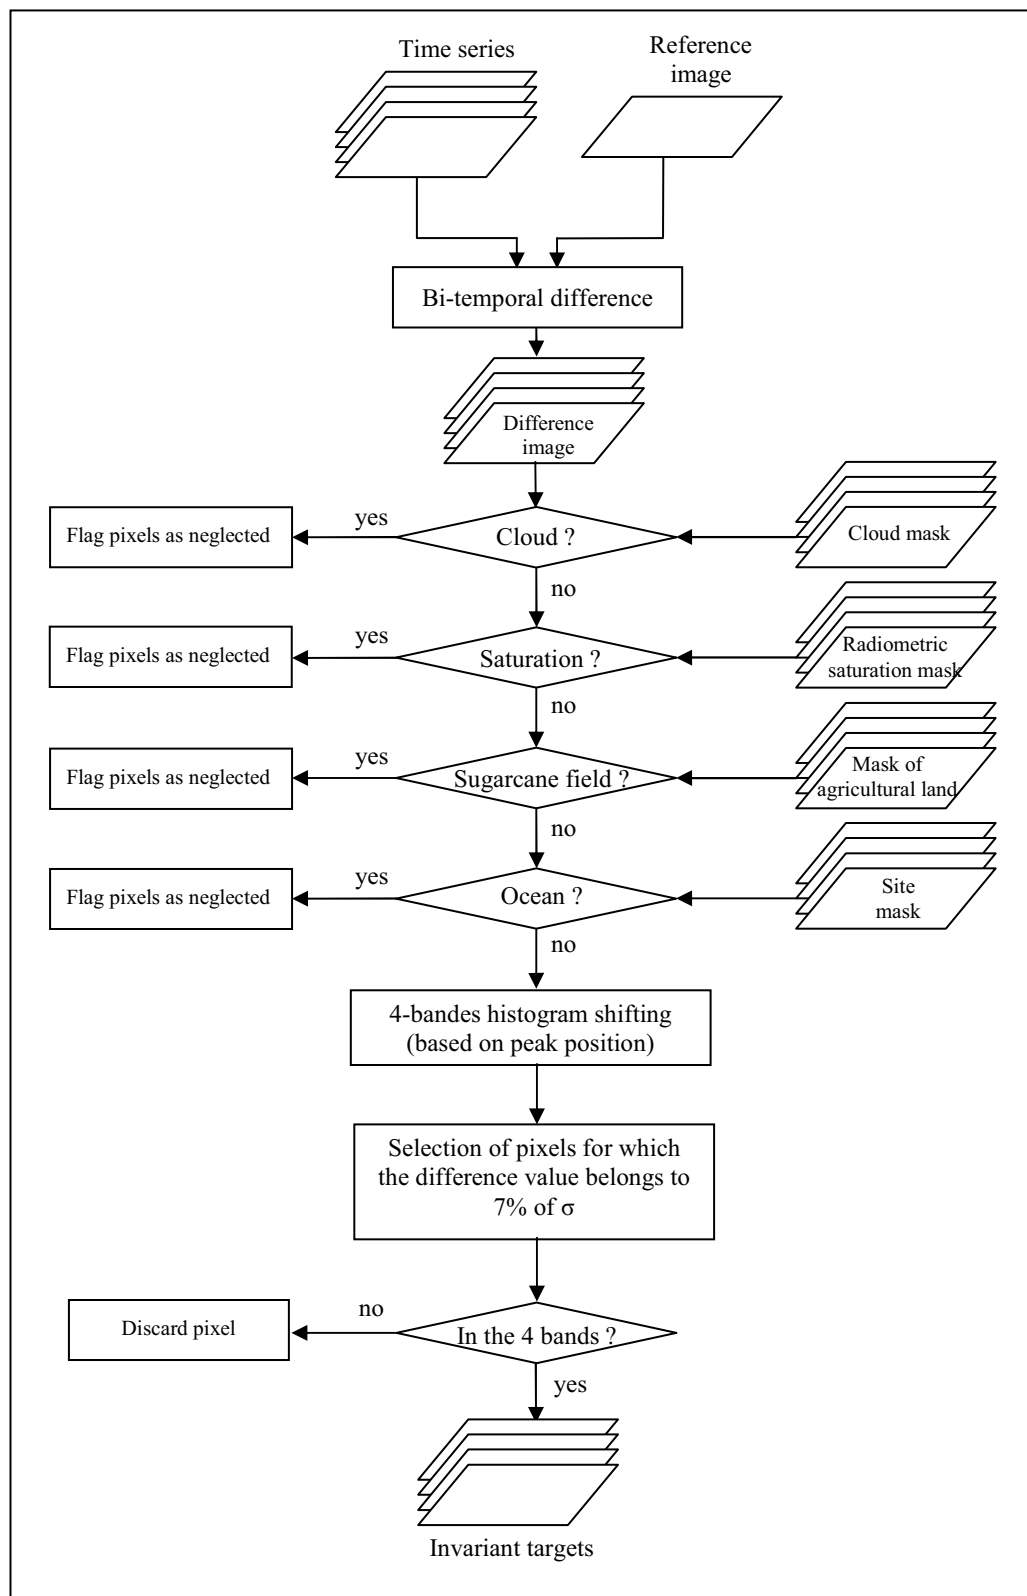 Time series
Reference
image
Bi-temporal difference
Difference
image
Flag pixels as neglected
yes
Cloud ?
Cloud mask
no
Flag pixels as neglected
yes
Saturation ?
Radiometric
saturation mask
no
Flag pixels as neglected
yes
Sugarcane field ?
Mask of
agricultural land
no
Flag pixels as neglected
yes
Ocean ?
Site
mask
no
4-bandes histogram shifting
(based on peak position)
Selection of pixels for which
the difference value belongs to
7% of σ
Discard pixel
no
In the 4 bands ?
yes
Invariant targets